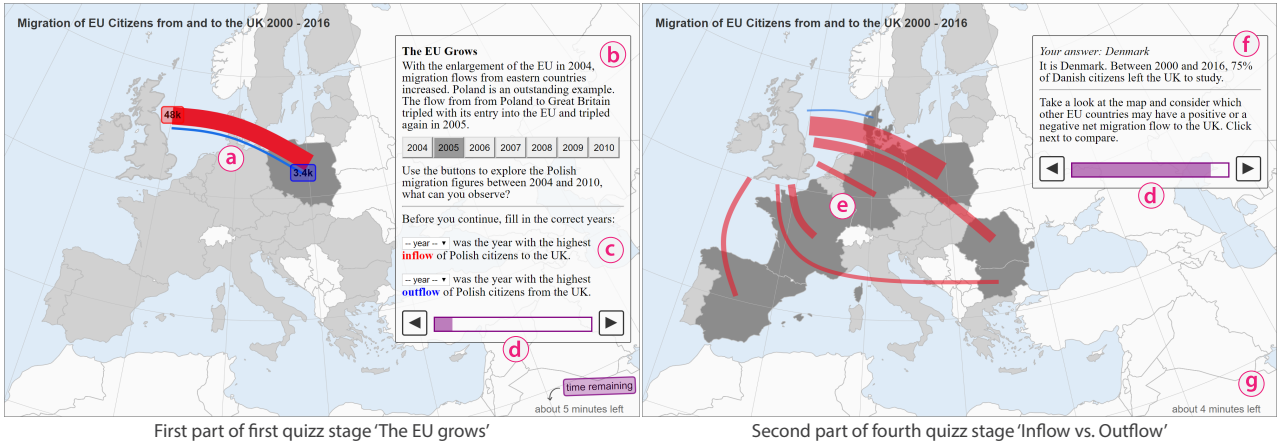 Migration of EU Citizens from and to the UK 2000 - 2016
48k
3.4k
a
The EU Grows
b
With the enlargement of the EU in 2004,
migration flows from eastern countries
increased. Poland is an outstanding example.
The flow from from Poland to Great Britain
tripled with its entry into the EU and tripled
again in 2005.
2004 2005 2006 2007 2008 2009 2010
Use the buttons to explore the Polish
migration figures between 2004 and 2010,
what can you observe?
Before you continue, fill in the correct years:
-- year -- was the year with the highest
inflow of Polish citizens to the UK.
c
-- year -- was the year with the highest
outflow of Polish citizens from the UK.
d
time remaining
about 5 minutes left
First part of first quizz stage ‘The EU grows’
Migration of EU Citizens from and to the UK 2000 - 2016
e
f
Your answer: Denmark
It is Denmark. Between 2000 and 2016, 75%
of Danish citizens left the UK to study.
Take a look at the map and consider which
other EU countries may have a positive or a
negative net migration flow to the UK. Click
next to compare.
d
g
about 4 minutes left
Second part of fourth quizz stage ‘Inflow vs. Outflow’